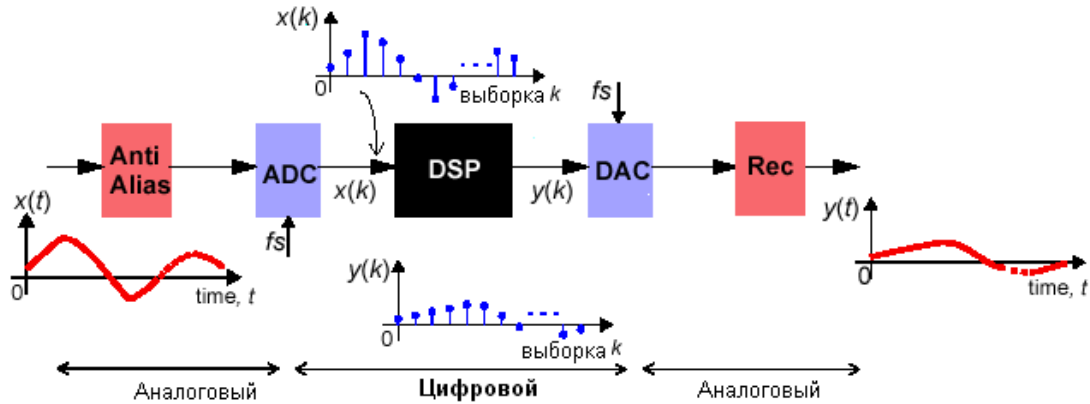 x(k)
0
выборка k
fs
Anti
Alias
ADC
x(k)
DSP
y(k)
DAC
Rec
x(t)
fs
y(t)
0
time, t
y(k)
0
выборка k
0
time, t
Аналоговый
Цифровой
Аналоговый